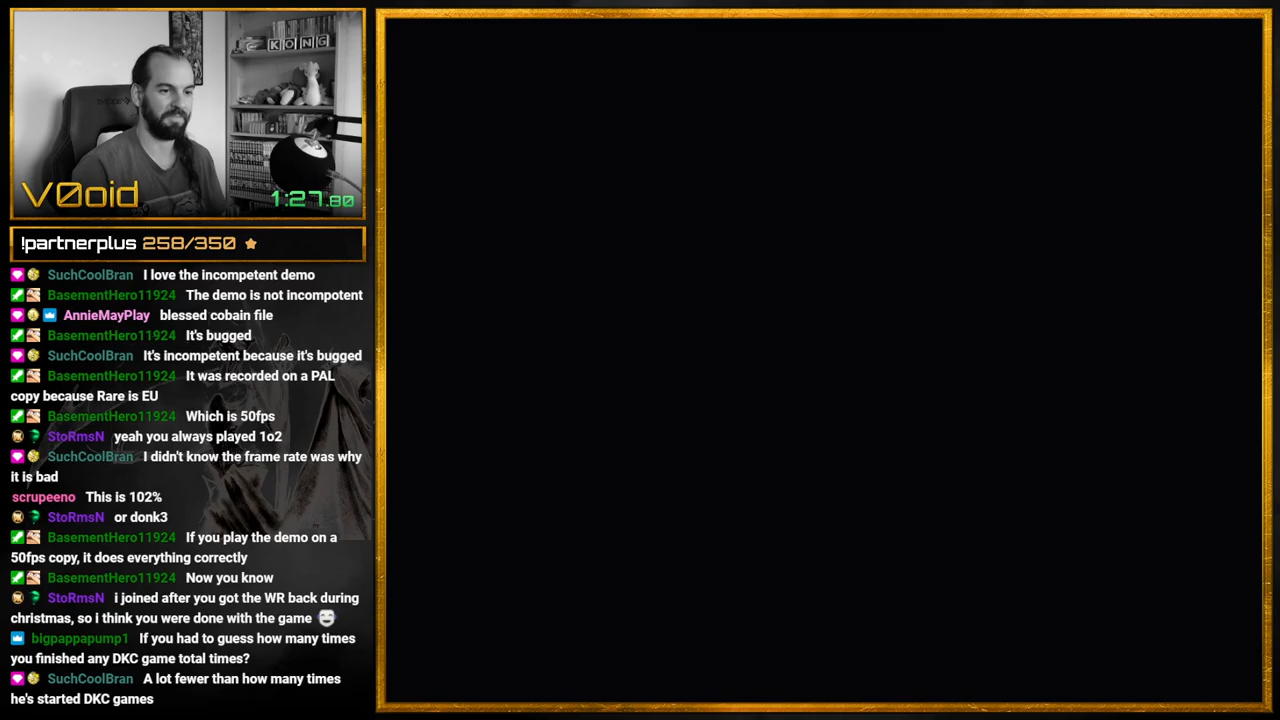 KONG
V0oid
1:27.80
!partnerplus 258/350
SuchCoolBran I love the incompetent demo
BasementHero11924 The demo is not incompotent
AnnieMayPlay blessed cobain file
BasementHero11924 It's bugged
SuchCoolBran It's incompetent because it's bugged
BasementHero11924 It was recorded on a PAL
copy because Rare is EU
BasementHero11924 Which is 50fps
StoRmsN yeah you always played 1o2
SuchCoolBran I didn't know the frame rate was why
it is bad
scrupeeno This is 102%
StoRmsN or donk3
BasementHero11924 If you play the demo on a
50fps copy, it does everything correctly
BasementHero11924 Now you know
StoRmsN i joined after you got the WR back during
christmas, so i think you were done with the game
bigpappapump1 If you had to guess how many times
you finished any DKC game total times?
SuchCoolBran A lot fewer than how many times
he's started DKC games